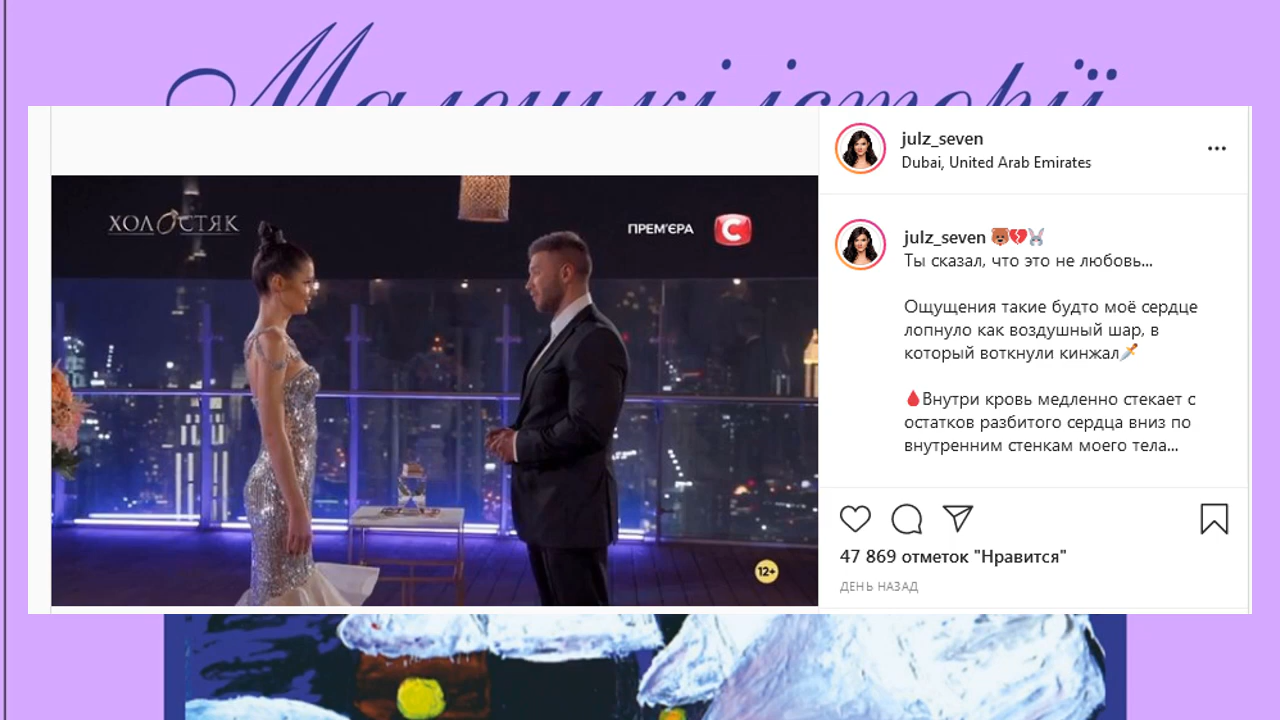 Маленькі історії
julz_seven
Dubai, United Arab Emirates
ХОЛОСТЯК
ПРЕМ'ЄРА
С
julz_seven 🐻💔🐰
Ты сказал, что это не любовь...
Ощущения такие будто моё сердце
лопнуло как воздушный шар, в
который воткнули кинжал🗡️
🩸Внутри кровь медленно стекает с
остатков разбитого сердца вниз по
внутренним стенкам моего тела...
12+
47 869 отметок "Нравится"
ДЕНЬ НАЗАД